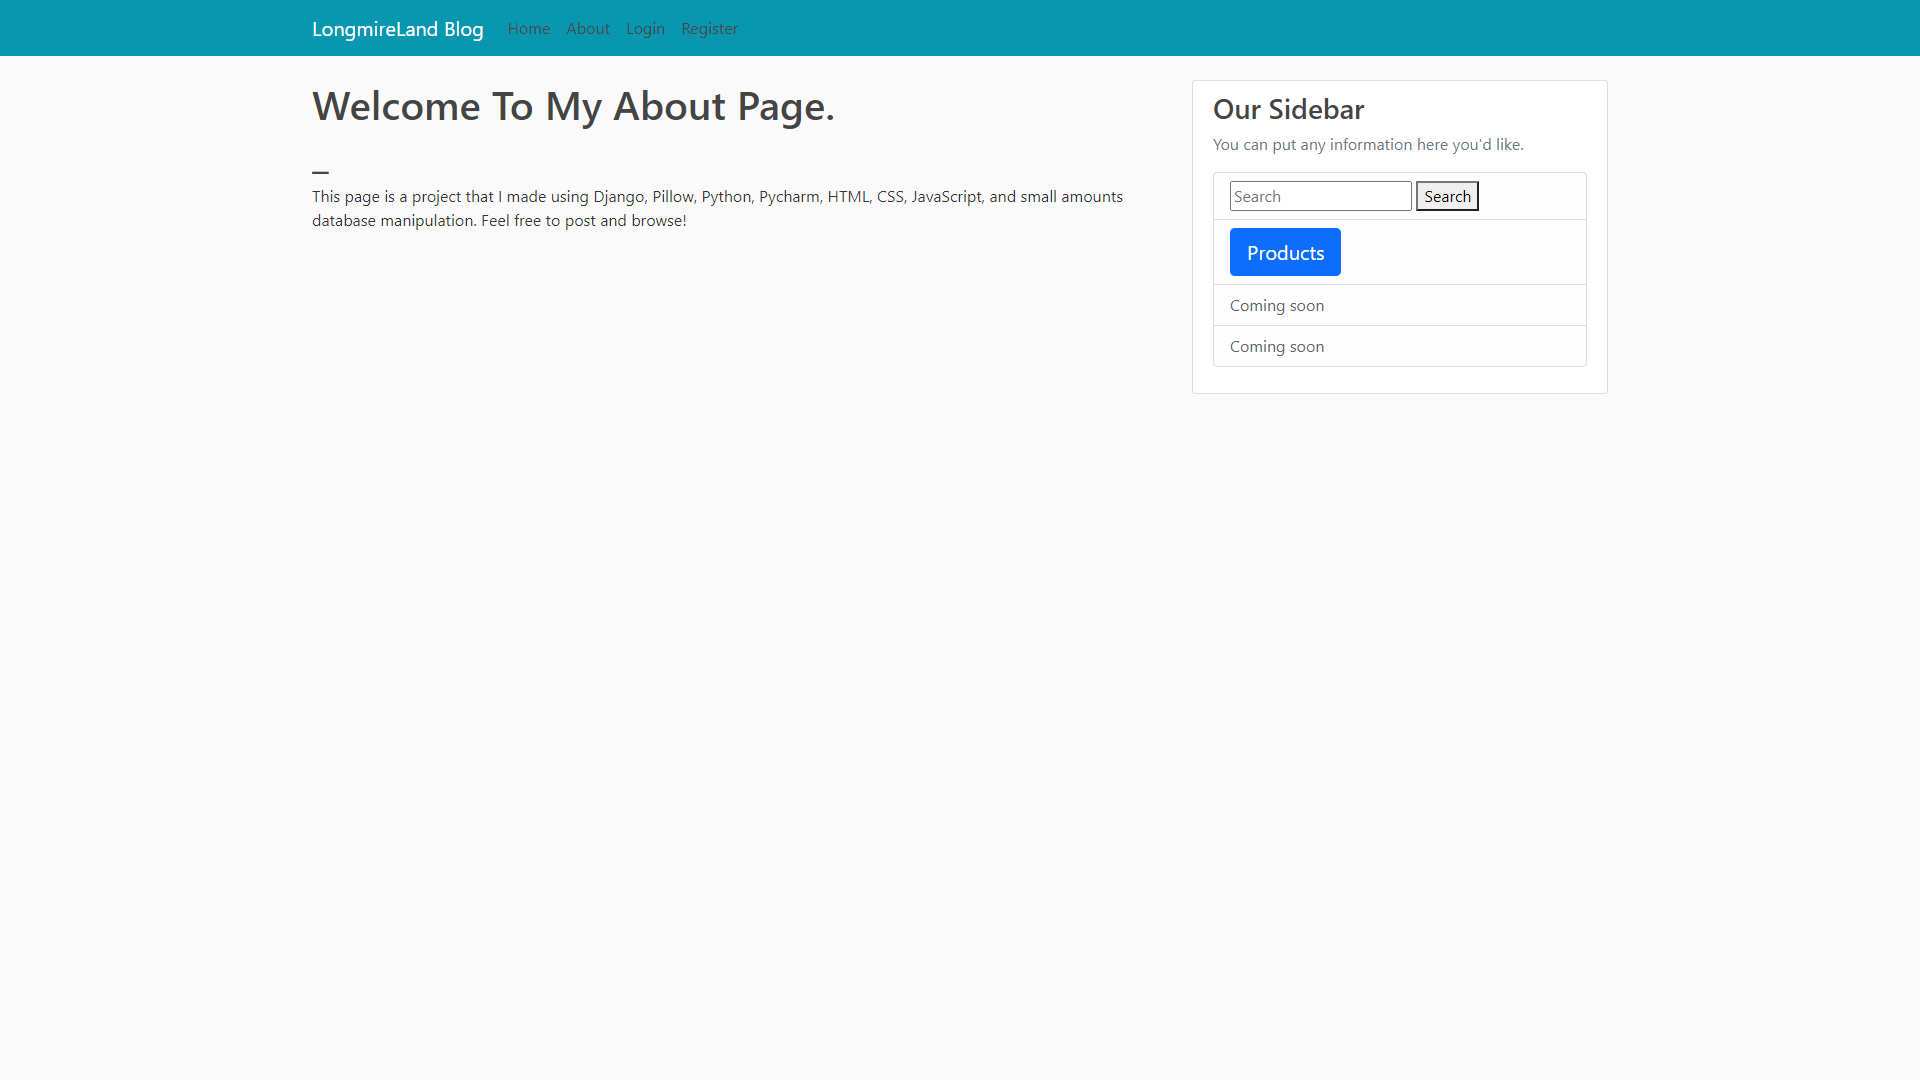 LongmireLand Blog Home About Login Register
Welcome To My About Page.
_
This page is a project that I made using Django, Pillow, Python, Pycharm, HTML, CSS, JavaScript, and small amounts
database manipulation. Feel free to post and browse!
Our Sidebar
You can put any information here you'd like.
Search Search
Products
Coming soon
Coming soon